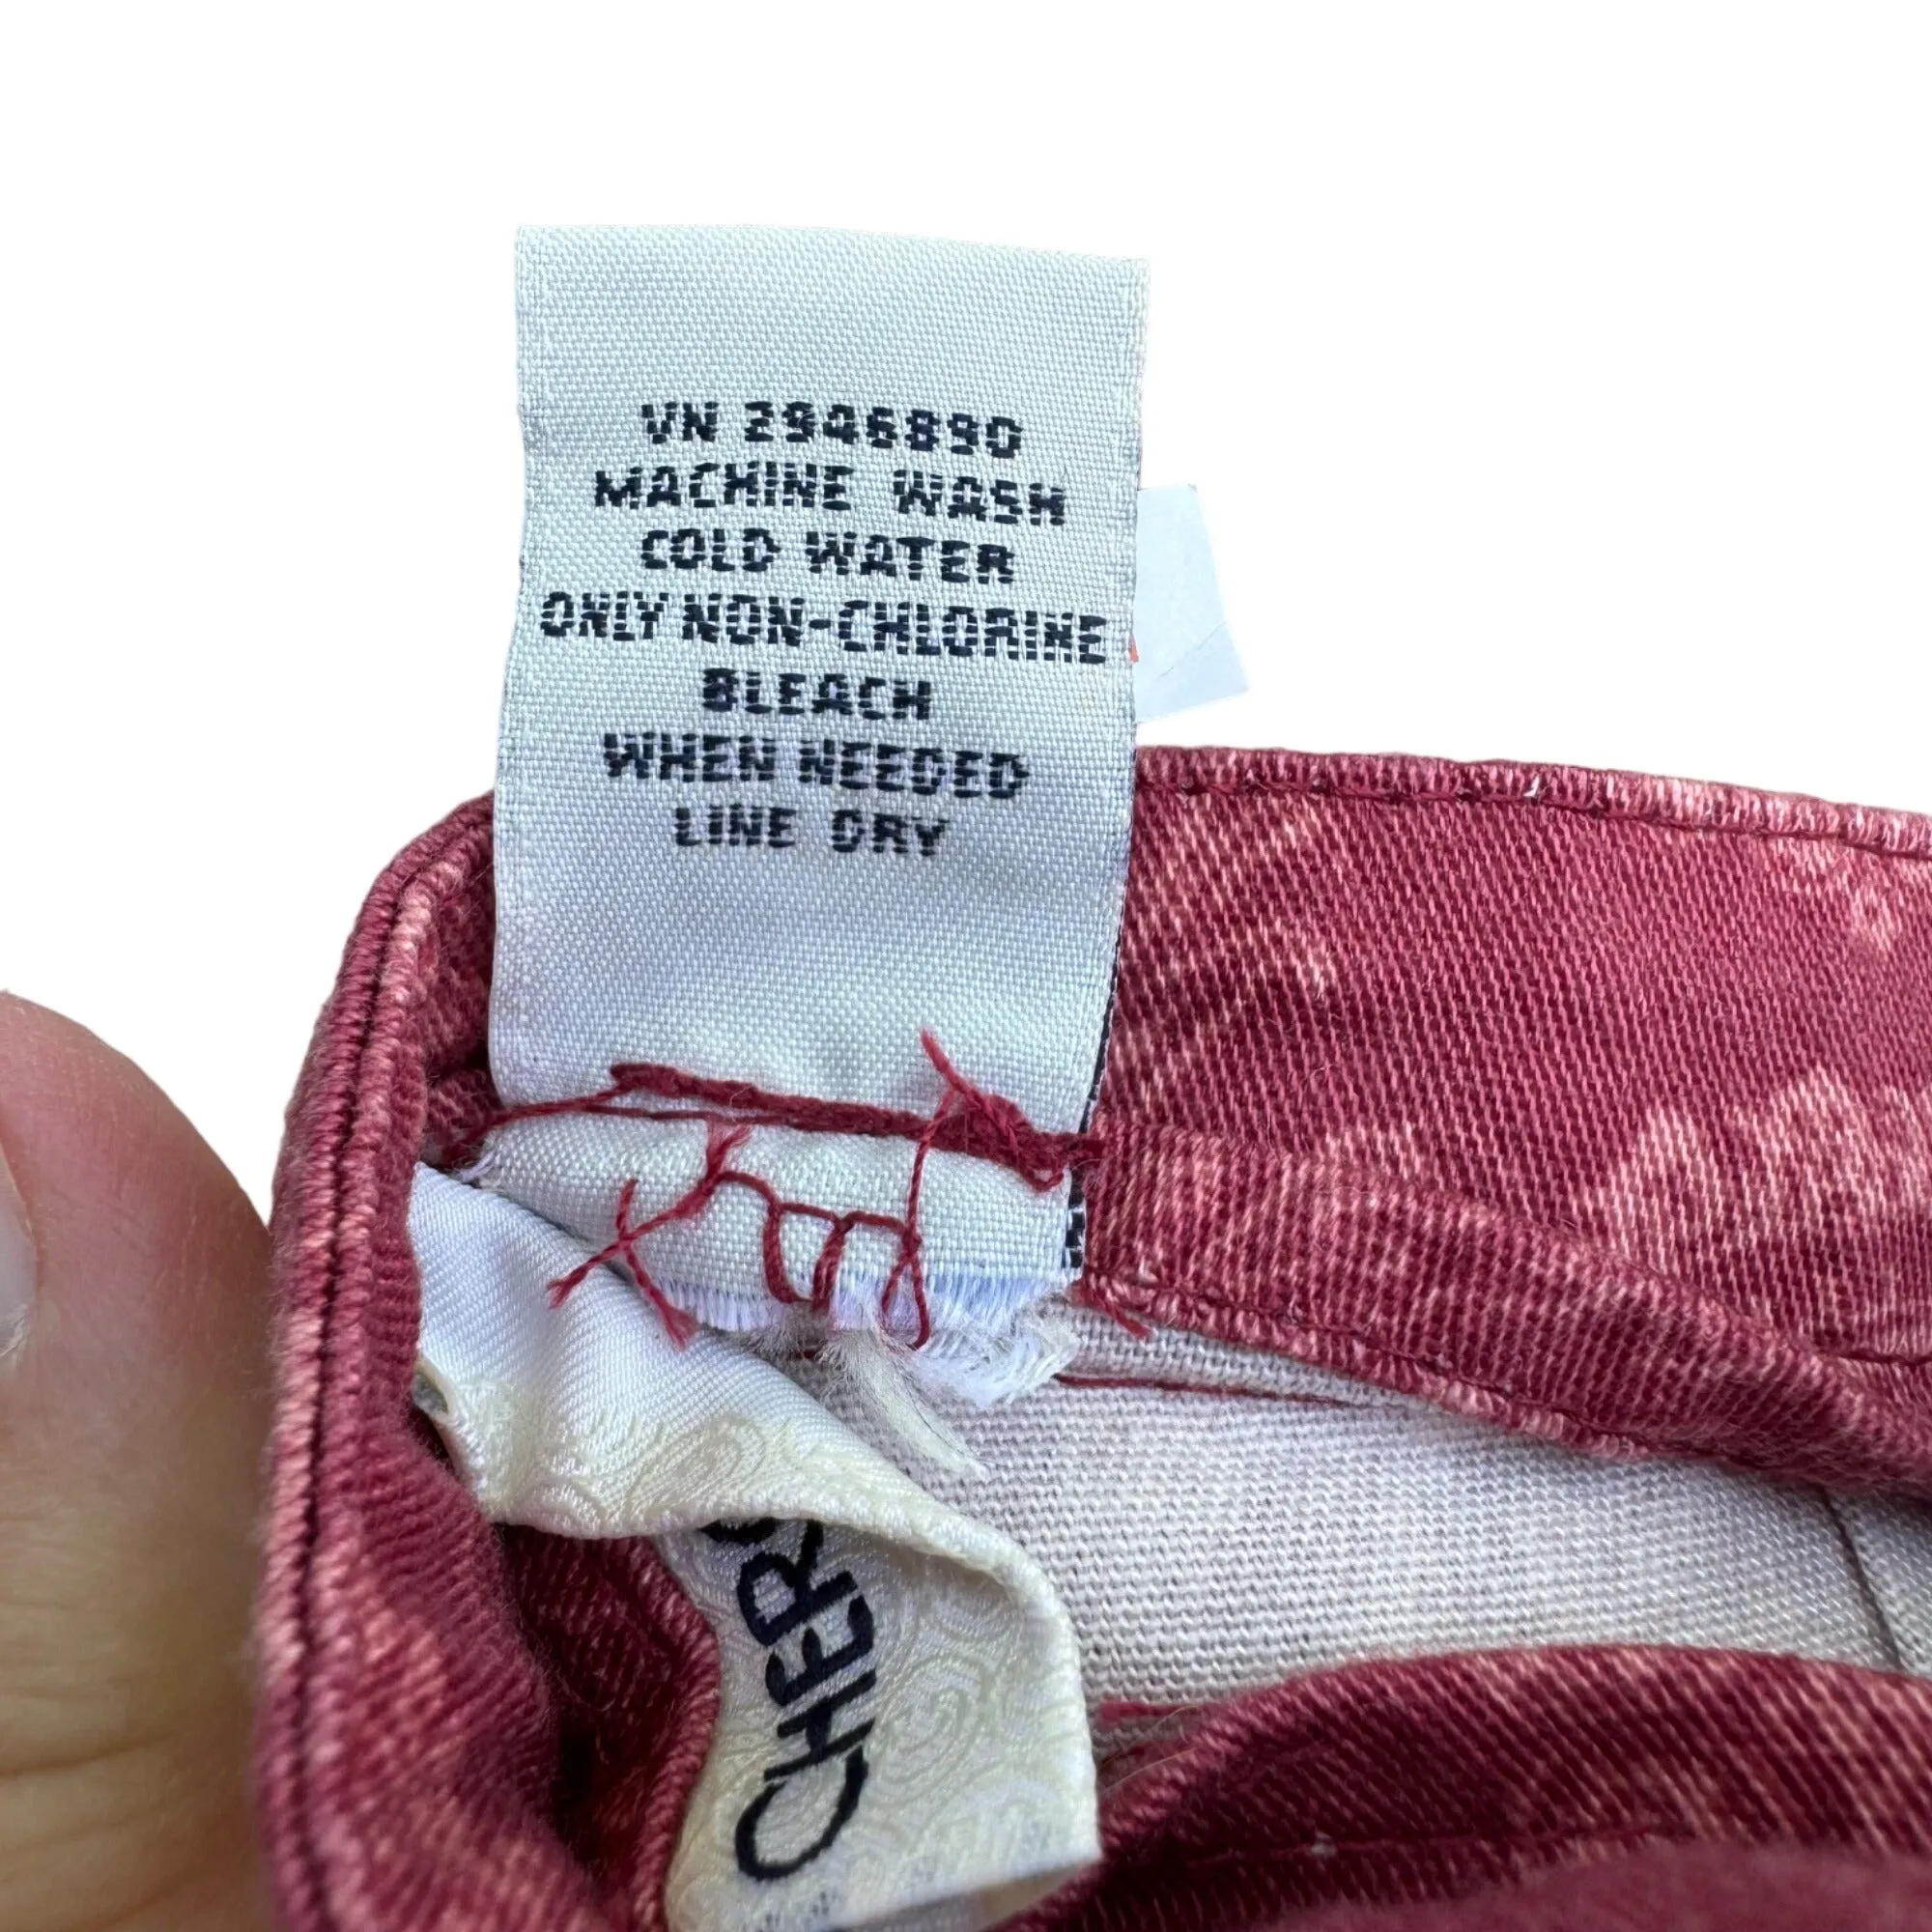 VN 2946890
MACHINE WASH
COLD WATER
ONLY NON-CHLORINE
BLEACH
WHEN NEEDED
LINE DRY
CHER